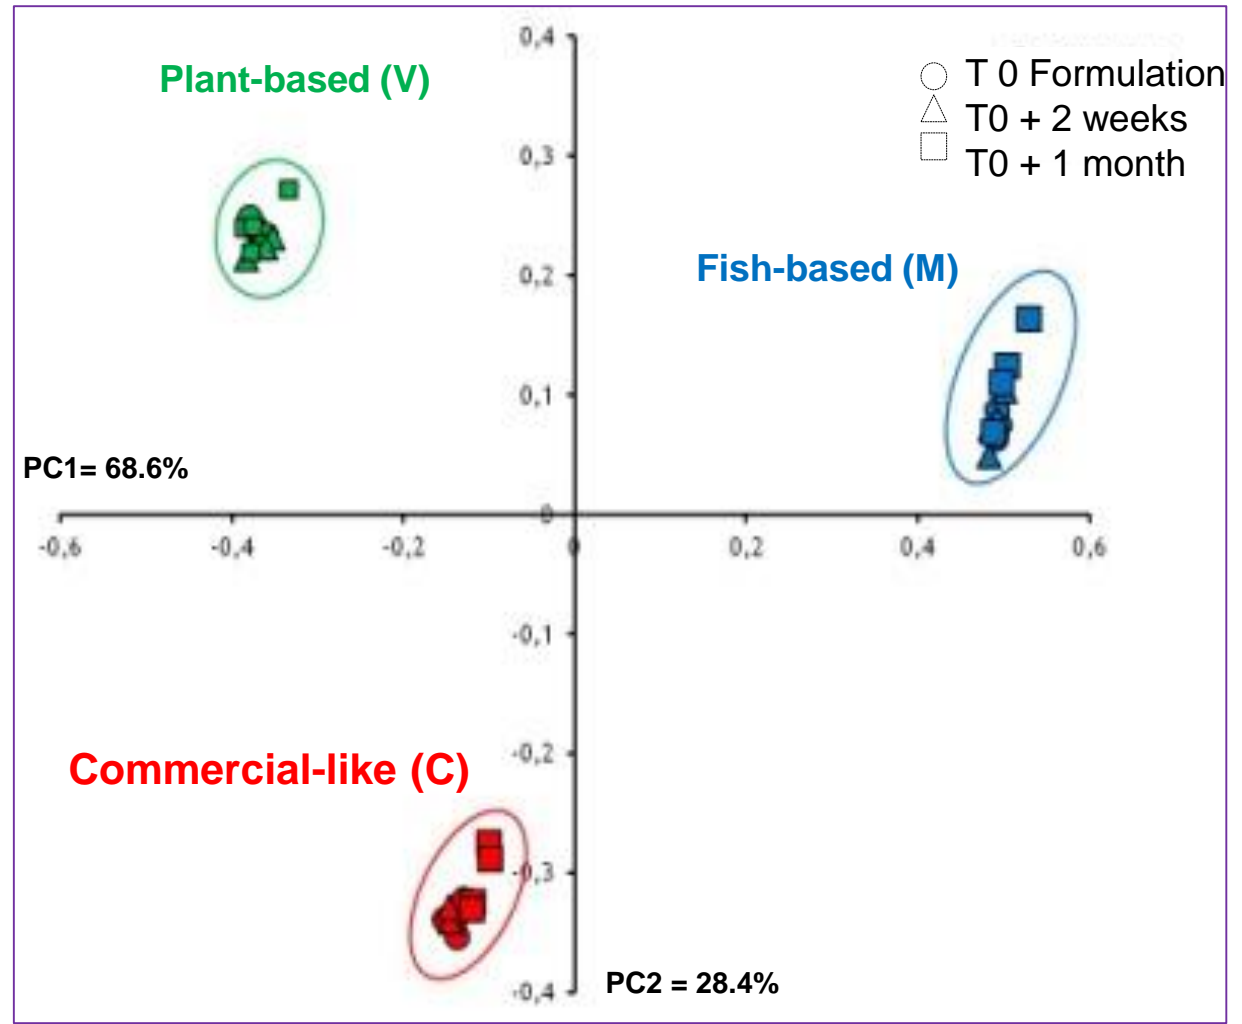 0,4
Plant-based (V)
T 0 Formulation
T0 + 2 weeks
T0 + 1 month
0,3
Fish-based (M)
0,2
0,1
PC1= 68.6%
0
-0,6 -0,4 -0,2 0 0,2 0,4 0,6
-0,1
-0,2
Commercial-like (C)
-0,3
PC2 = 28.4%
-0,4